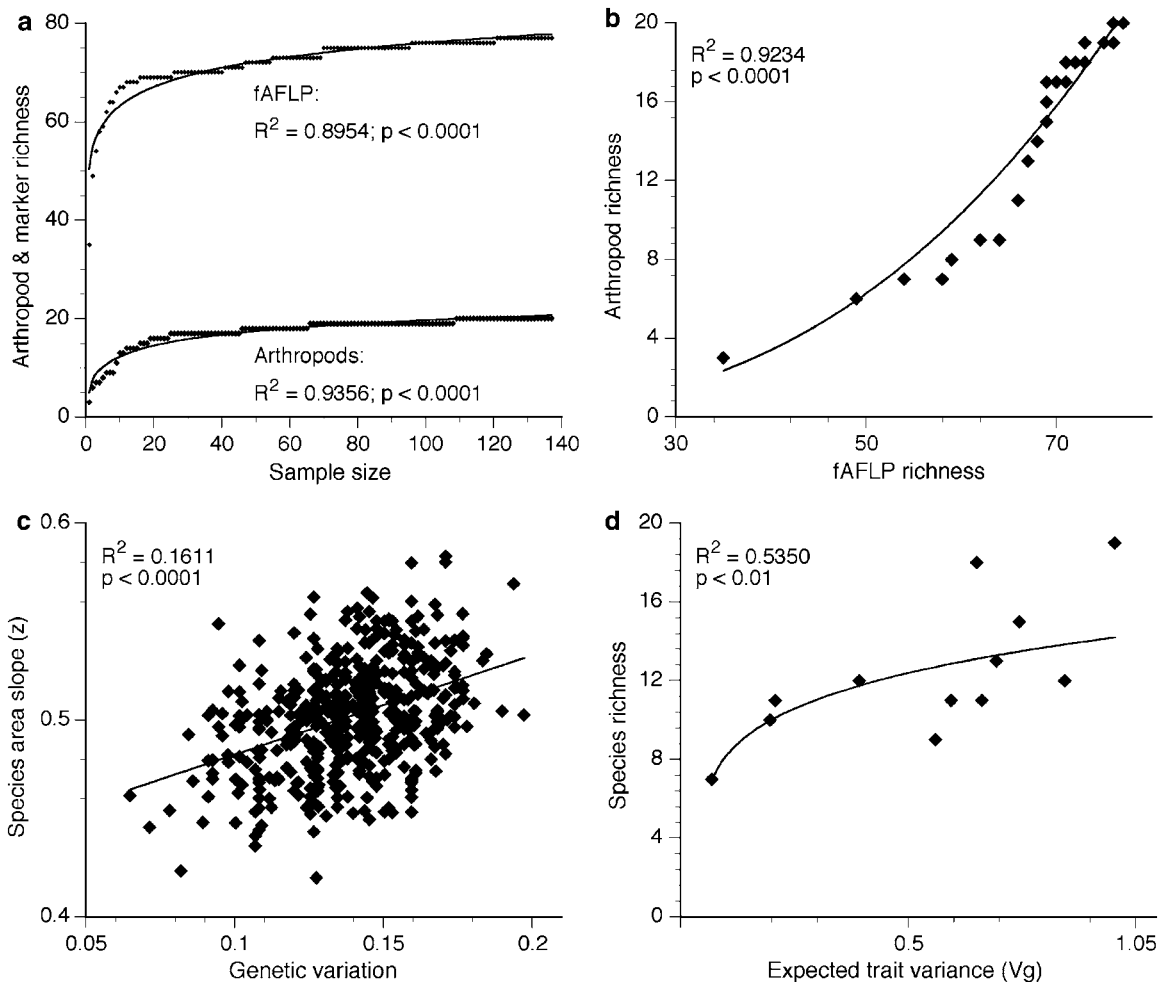 a
80
60
40
20
0
Arthropod & marker richness
fAFLP:
R² = 0.8954; p < 0.0001
Arthropods:
R² = 0.9356; p < 0.0001
0 20 40 60 80 100 120 140
Sample size
b
20
16
12
8
4
0
Arthropod richness
R² = 0.9234
p < 0.0001
30 50 70
fAFLP richness
c
0.6
0.5
0.4
Species area slope (z)
R² = 0.1611
p < 0.0001
0.05 0.1 0.15 0.2
Genetic variation
d
20
16
12
8
4
0
Species richness
R² = 0.5350
p < 0.01
0.5 1.05
Expected trait variance (Vg)